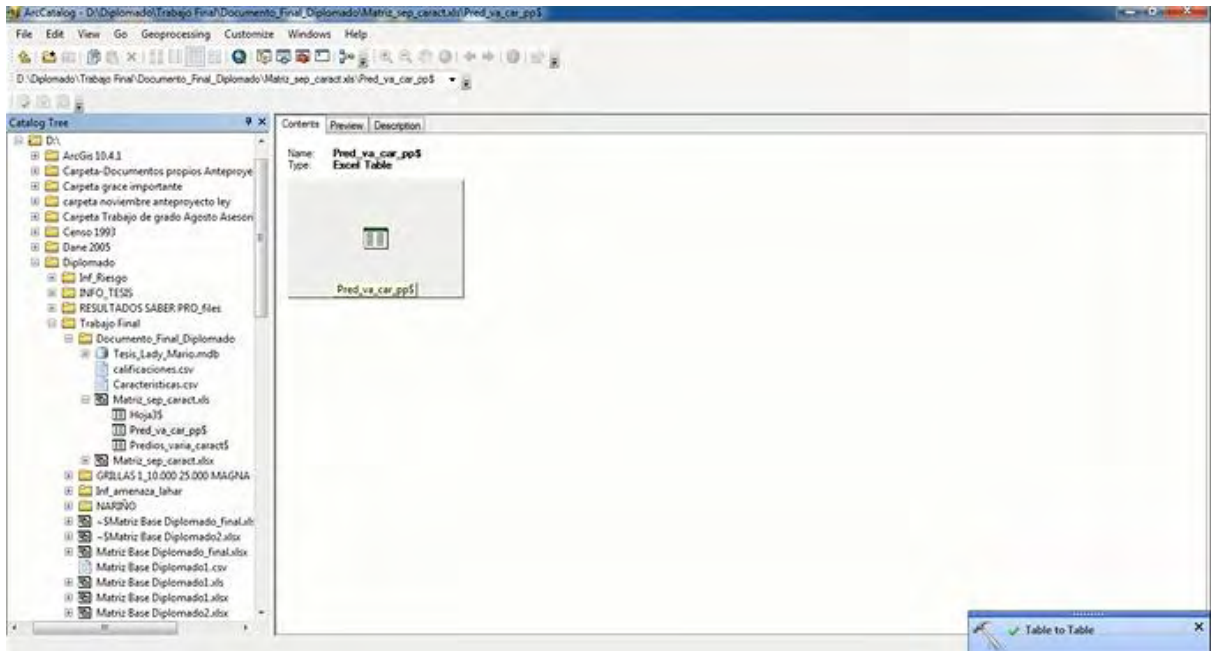 ArcCatalog - D:\Diplomado\Trabajo Final\Documento_Final_Diplomado\Matriz_sep_caract.xls\Pred_va_car_pp$
File Edit View Go Geoprocessing Customize Windows Help
D:\Diplomado\Trabajo Final\Documento_Final_Diplomado\Matriz_sep_caract.xls\Pred_va_car_pp$
Catalog Tree
D:\
ArcGis 10.4.1
Carpeta-Documentos propios Anteproye
Carpeta grace importante
carpeta noviembre anteproyecto ley
Carpeta Trabajo de grado Agosto Asesori
Censo 1993
Dane 2005
Diplomado
Inf_Riesgo
INFO_TESIS
RESULTADOS SABER PRO_files
Trabajo Final
Documento_Final_Diplomado
Tesis_Lady_Mario.mdb
calificaciones.csv
Caracteristicas.csv
Matriz_sep_caract.xls
Hoja3$
Pred_va_car_pp$
Predios_varia_caract$
Matriz_sep_caract.xlsx
GRILLAS 1_10.000 25.000 MAGNA
Inf_amenaza_lahar
NARIÑO
~$Matriz Base Diplomado_final.xls
~$Matriz Base Diplomado2.xlsx
Matriz Base Diplomado_final.xlsx
Matriz Base Diplomado1.csv
Matriz Base Diplomado1.xls
Matriz Base Diplomado1.xlsx
Matriz Base Diplomado2.xlsx
Contents Preview Description
Name: Pred_va_car_pp$
Type: Excel Table
Pred_va_car_pp$
Table to Table